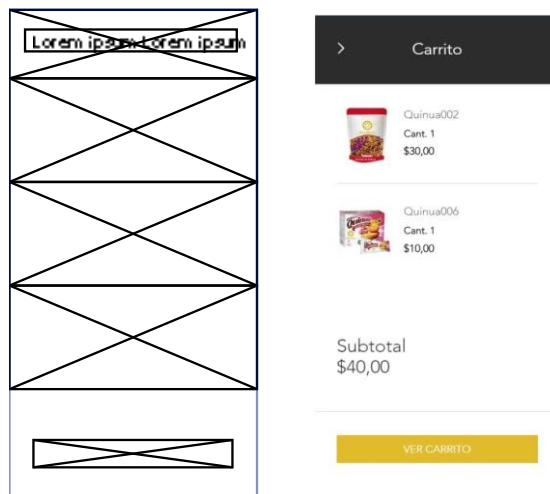 Lorem ipsum Lorem ipsum
Carrito
Quinua002
Cant. 1
$30,00
Quinua006
Cant. 1
$10,00
Subtotal
$40,00
VER CARRITO